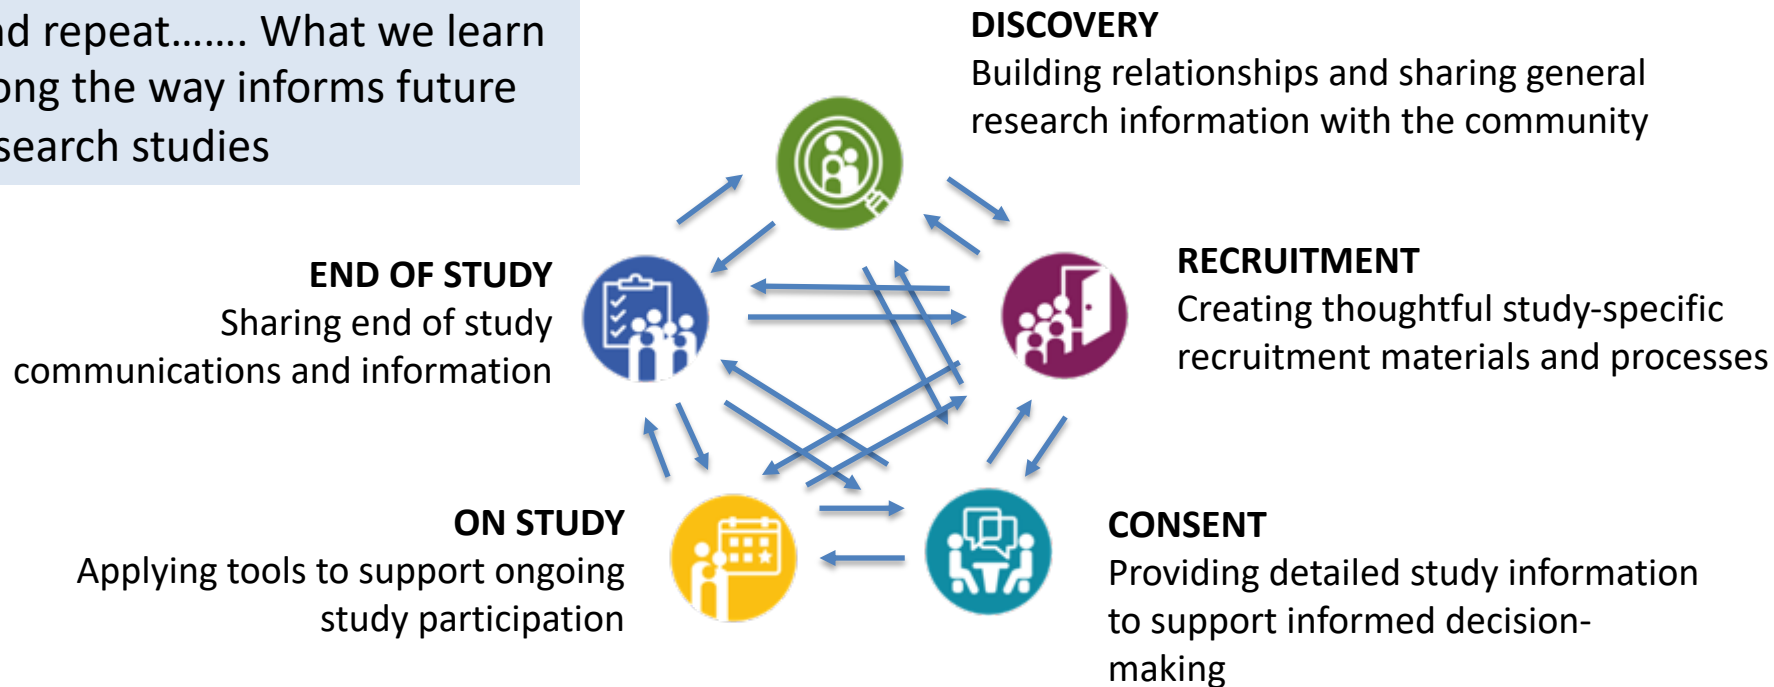 nd repeat……. What we learn
ong the way informs future
search studies
DISCOVERY
Building relationships and sharing general
research information with the community
END OF STUDY
Sharing end of study
communications and information
RECRUITMENT
Creating thoughtful study-specific
recruitment materials and processes
ON STUDY
Applying tools to support ongoing
study participation
CONSENT
Providing detailed study information
to support informed decision-
making